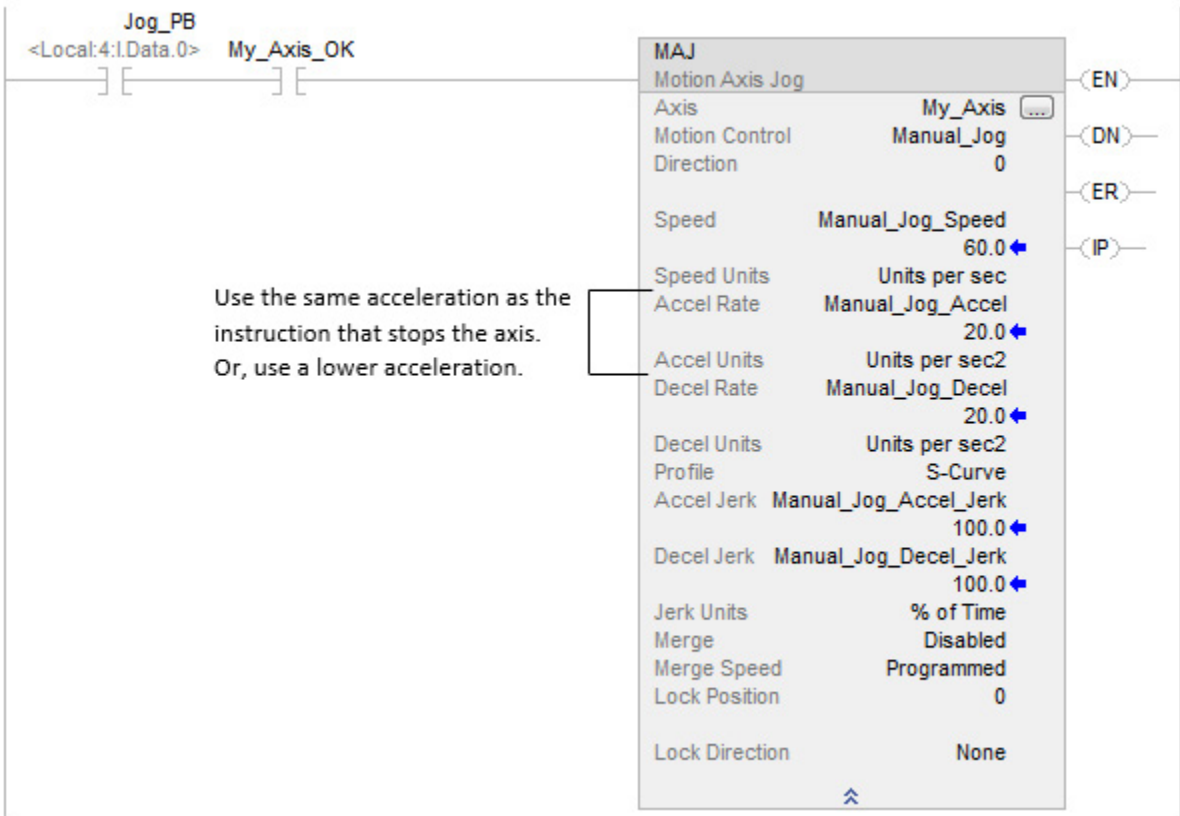 Jog_PB
<Local:4:I.Data.0> My_Axis_OK
MAJ
Motion Axis Jog
Axis My_Axis ...
Motion Control Manual_Jog
Direction 0
Speed Manual_Jog_Speed
60.0
Speed Units Units per sec
Accel Rate Manual_Jog_Accel
20.0
Accel Units Units per sec2
Decel Rate Manual_Jog_Decel
20.0
Decel Units Units per sec2
Profile S-Curve
Accel Jerk Manual_Jog_Accel_Jerk
100.0
Decel Jerk Manual_Jog_Decel_Jerk
100.0
Jerk Units % of Time
Merge Disabled
Merge Speed Programmed
Lock Position 0
Lock Direction None
EN
DN
ER
IP
Use the same acceleration as the
instruction that stops the axis.
Or, use a lower acceleration.